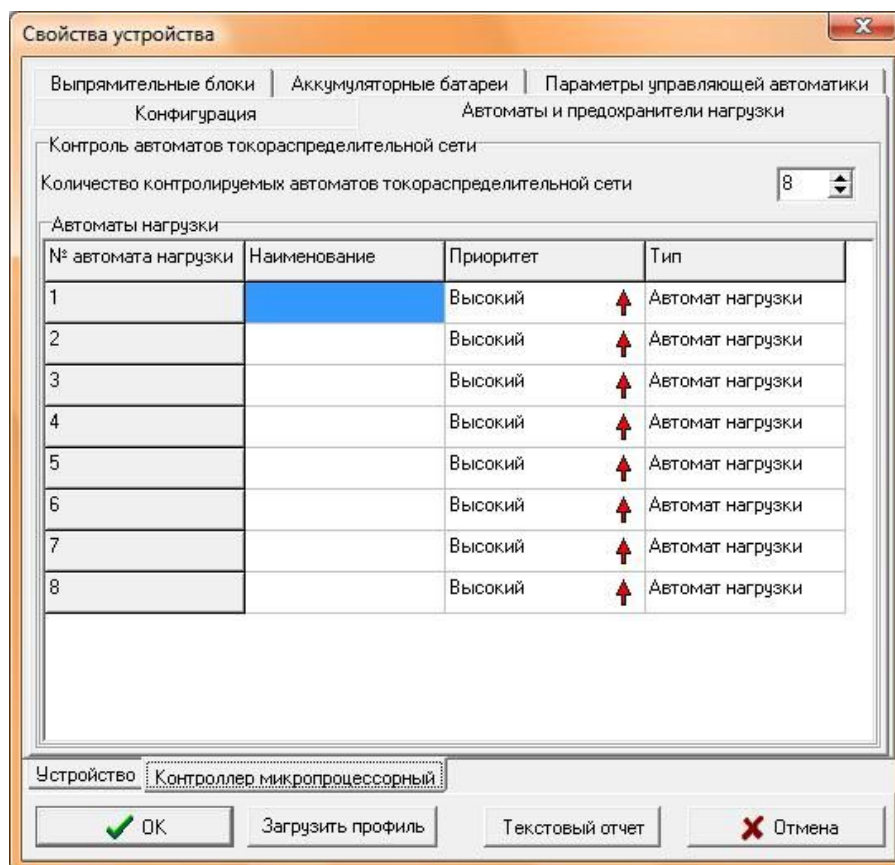 Свойства устройства
Выпрямительные блоки Аккумуляторные батареи Параметры управляющей автоматики
Конфигурация Автоматы и предохранители нагрузки
Контроль автоматов токораспределительной сети
Количество контролируемых автоматов токораспределительной сети 8
Автоматы нагрузки
№ автомата нагрузки Наименование Приоритет Тип
1 Высокий Автомат нагрузки
2 Высокий Автомат нагрузки
3 Высокий Автомат нагрузки
4 Высокий Автомат нагрузки
5 Высокий Автомат нагрузки
6 Высокий Автомат нагрузки
7 Высокий Автомат нагрузки
8 Высокий Автомат нагрузки
Устройство Контроллер микропроцессорный
OK Загрузить профиль Текстовый отчет Отмена